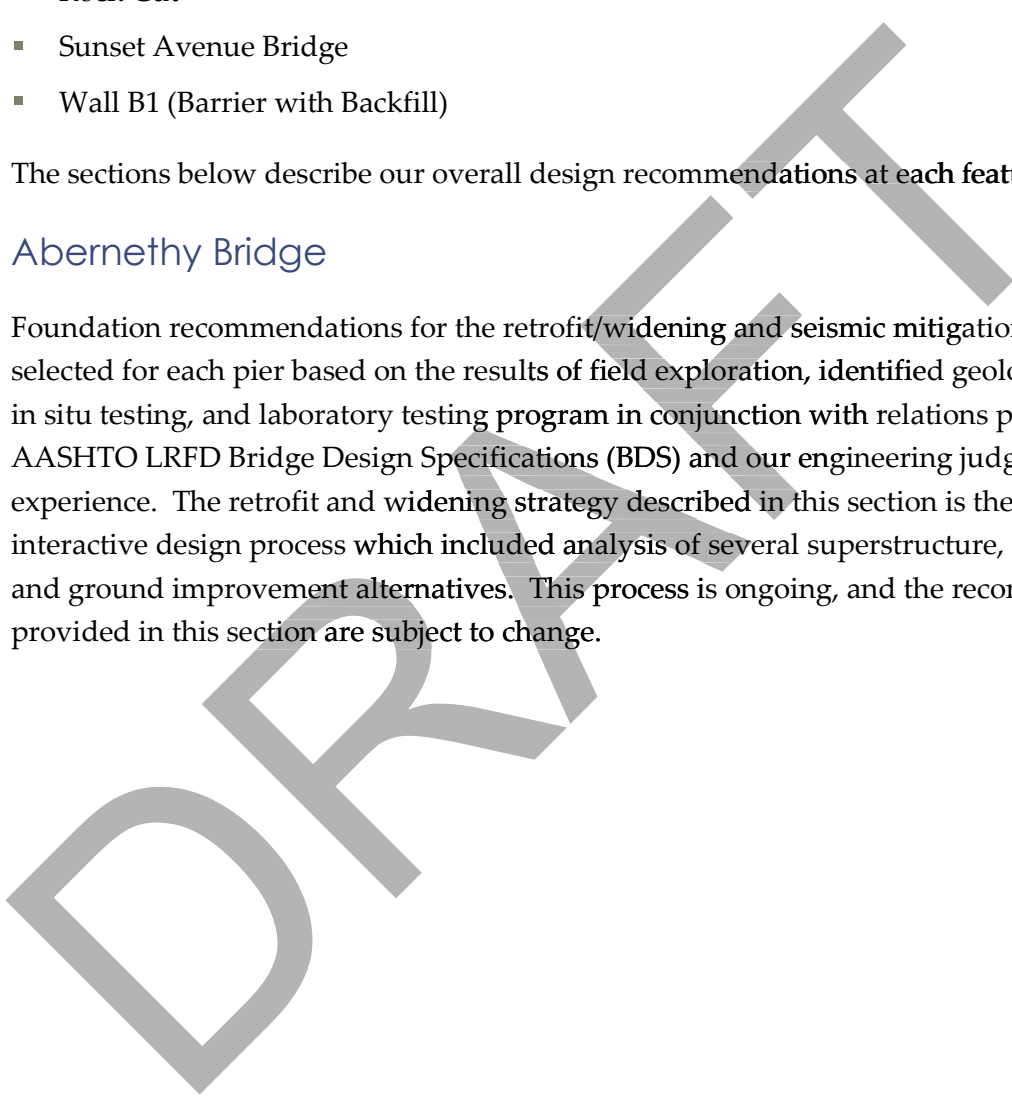 Sunset Avenue Bridge
Wall B1 (Barrier with Backfill)
The sections below describe our overall design recommendations at each
Abernethy Bridge
Foundation recommendations for the retrofit/widening and seismic
selected for each pier based on the results of field exploration, identified
in situ testing, and laboratory testing program in conjunction with relations
AASHTO LRFD Bridge Design Specifications (BDS) and our engineering
experience. The retrofit and widening strategy described in this section is the
interactive design process which included analysis of several superstructure,
and ground improvement alternatives. This process is ongoing, and the
provided in this section are subject to change.
DRAFT